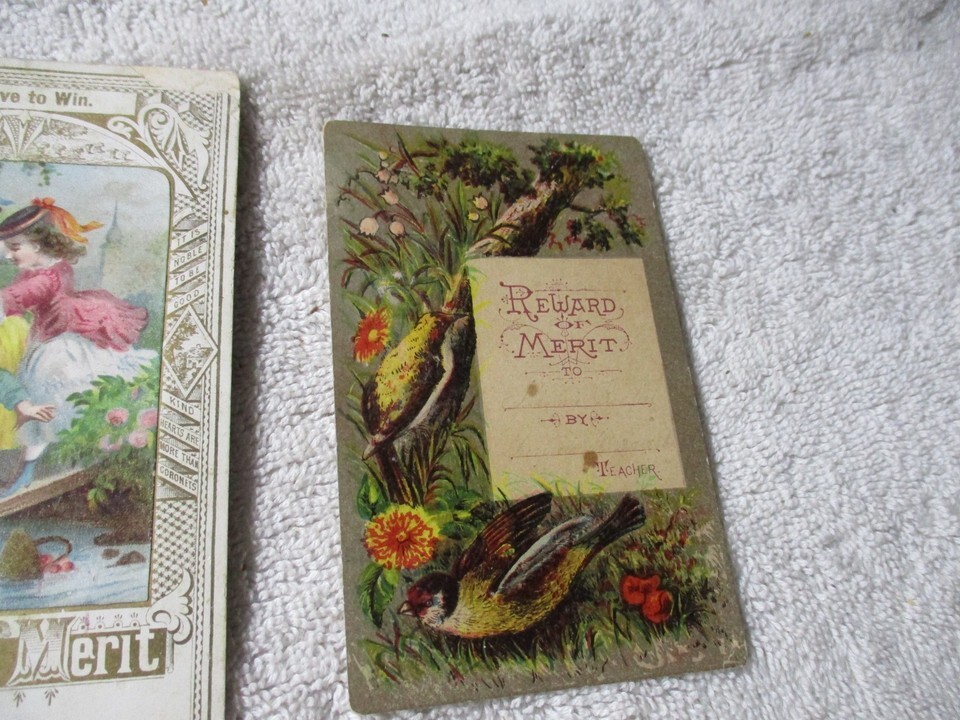 ve to Win.
IT IS
NOBLE
TO BE
GOOD
KIND
HEARTS ARE
MORE THAN
CORONETS
Merit
REWARD
OF
MERIT.
TO
BY
TEACHER.